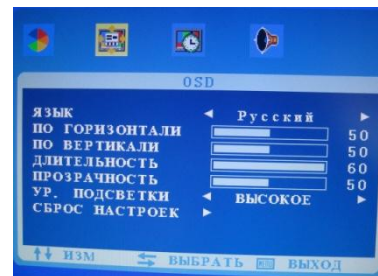 OSD
ЯЗЫК Русский
ПО ГОРИЗОНТАЛИ 50
ПО ВЕРТИКАЛИ 50
ДЛИТЕЛЬНОСТЬ 60
ПРОЗРАЧНОСТЬ 50
УР. ПОДСВЕТКИ ВЫСОКОЕ
СБРОС НАСТРОЕК
ИЗМ ВЫБРАТЬ ВЫХОД